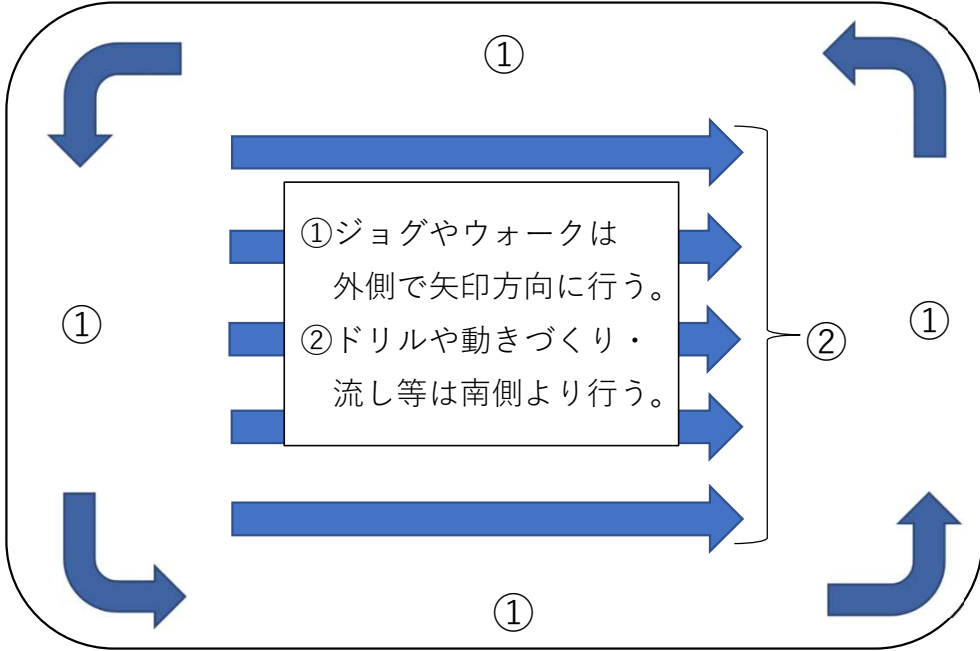 ①
①ジョグやウォークは
外側で矢印方向に行う。
②ドリルや動きづくり・
流し等は南側より行う。
①
②
①
①